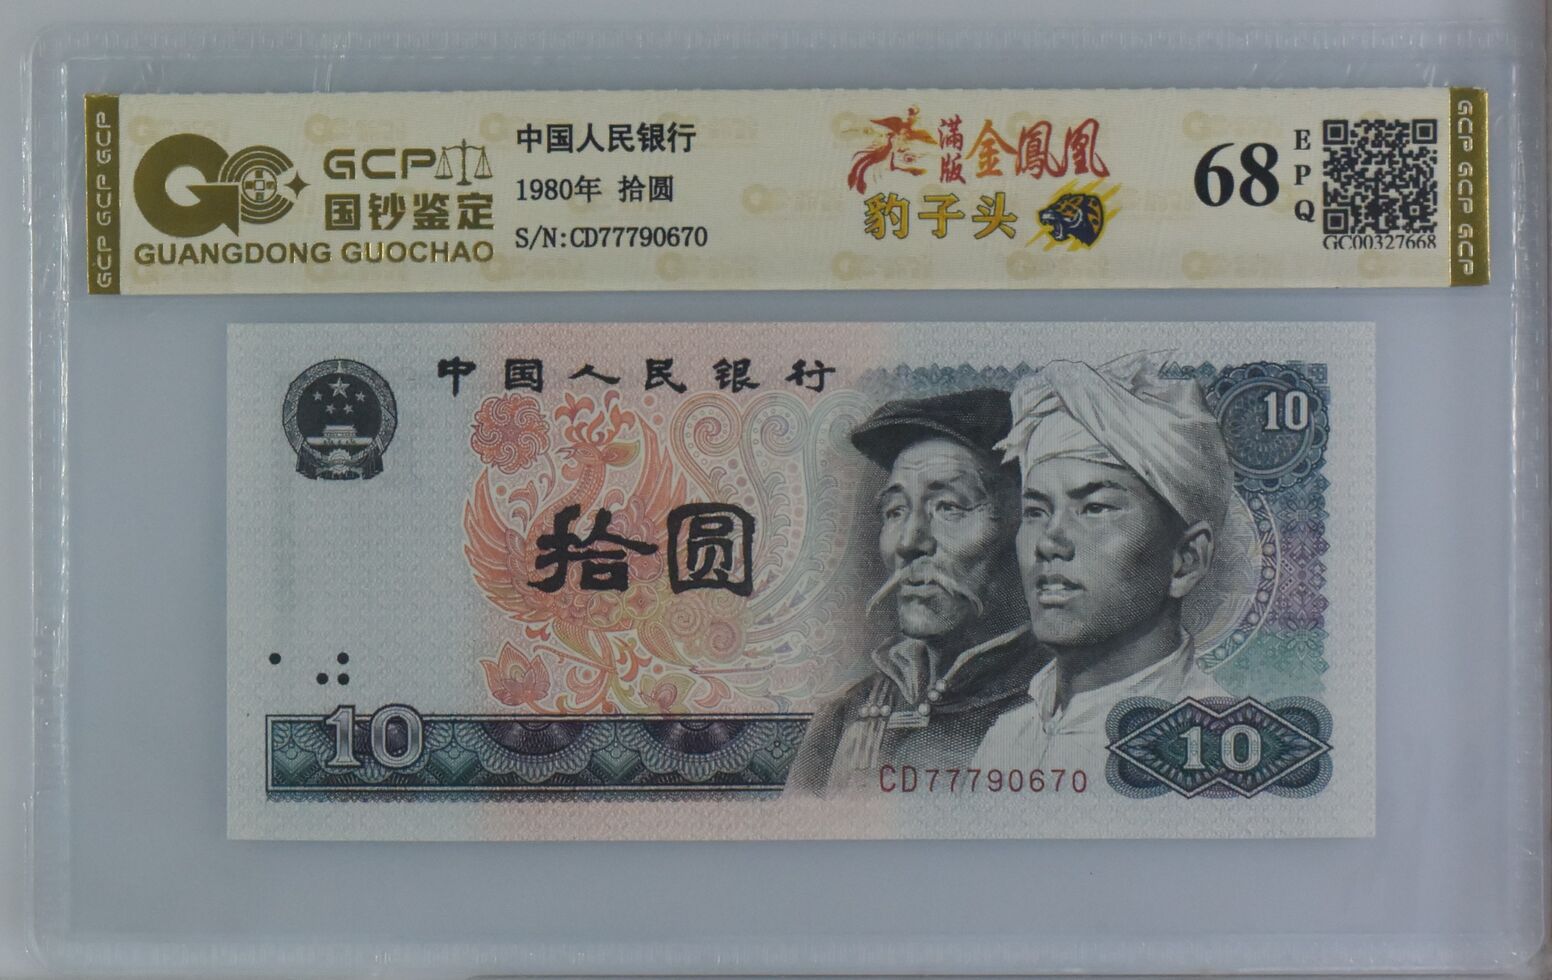 GCP GCP GCP
GCP
国钞鉴定
GUANGDONG GUOCHAO
中国人民银行
1980年 拾圆
S/N:CD77790670
满版 金鳳凰
豹子头
68
EPQ
GC00327668
GCP GCP GCP
中国人民银行
10
拾圆
10
CD77790670
10